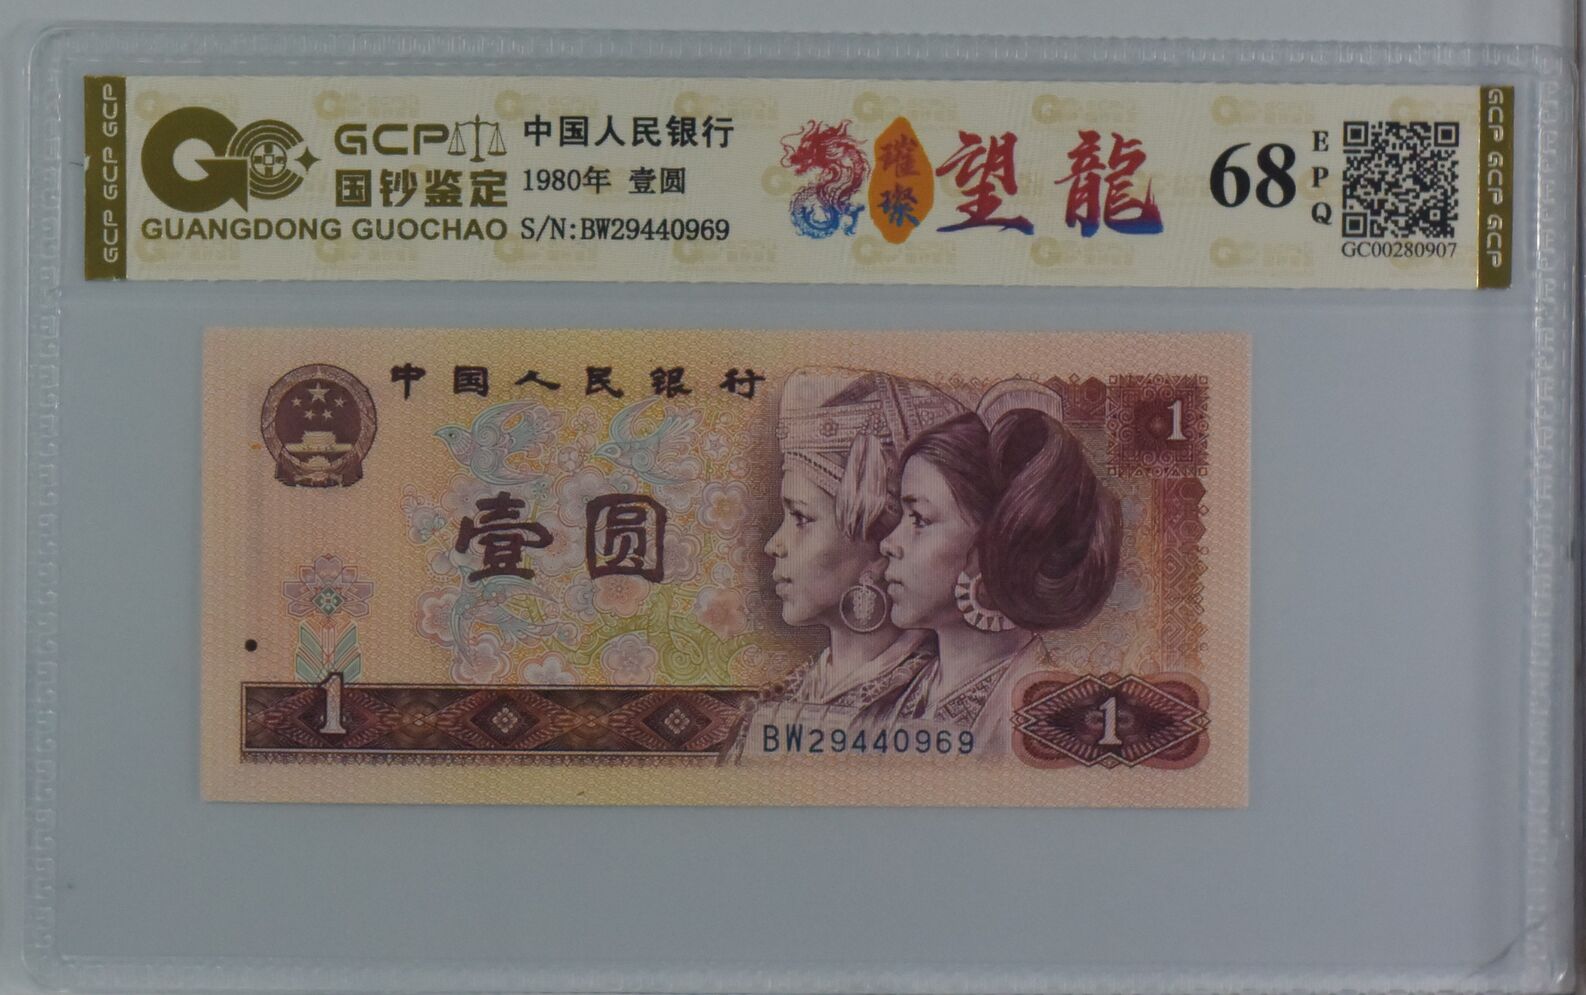 GCP GCP GCP
GCP
国钞鉴定
GUANGDONG GUOCHAO
中国人民银行
1980年 壹圆
S/N:BW29440969
璀璨
望龍
68
EPQ
GC00280907
GCP GCP GCP
中国人民银行
1
壹圆
1
BW29440969
1